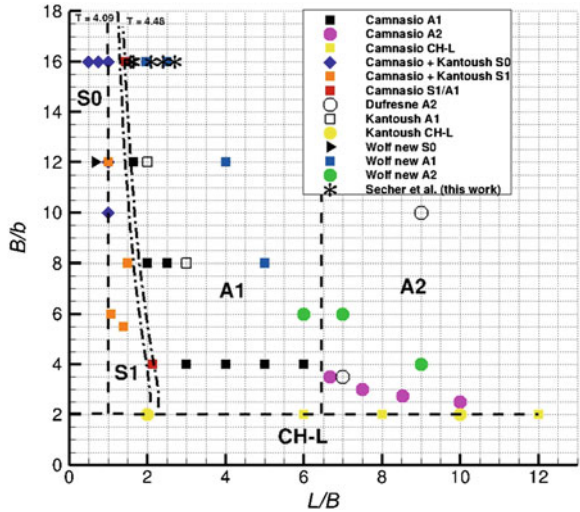 T = 4.09
T = 4.48
18
16
14
12
10
8
6
4
2
0
B/b
S0
S1
A1
A2
CH-L
Camnasio A1
Camnasio A2
Camnasio CH-L
Camnasio + Kantoush S0
Camnasio + Kantoush S1
Camnasio S1/A1
Dufresne A2
Kantoush A1
Kantoush CH-L
Wolf new S0
Wolf new A1
Wolf new A2
Secher et al. (this work)
0 2 4 6 8 10 12
L/B